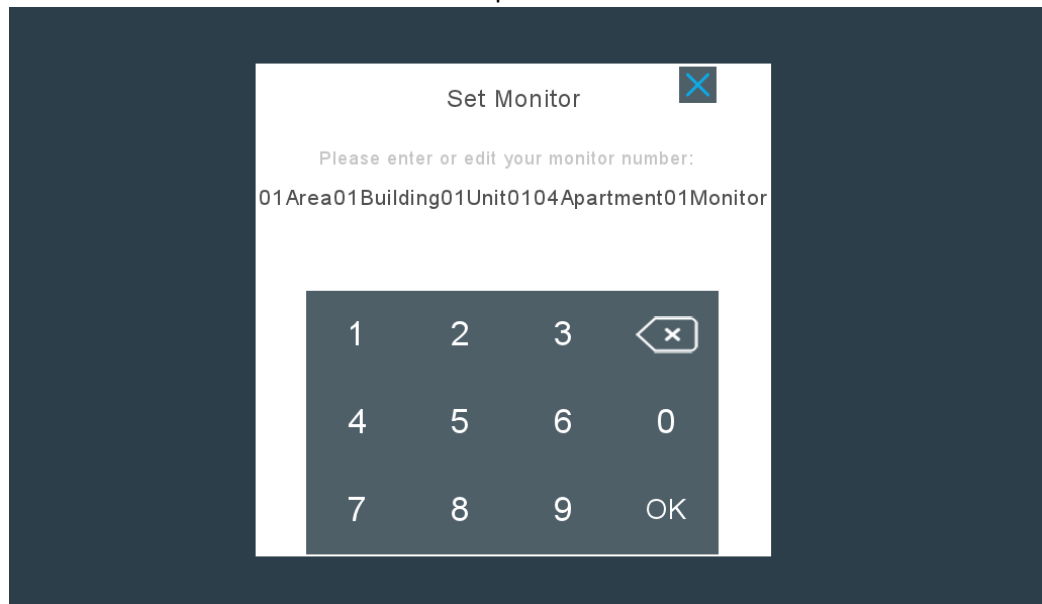 Set Monitor
Please enter or edit your monitor number:
01Area01Building01Unit0104Apartment01Monitor
1 2 3
4 5 6 0
7 8 9 OK